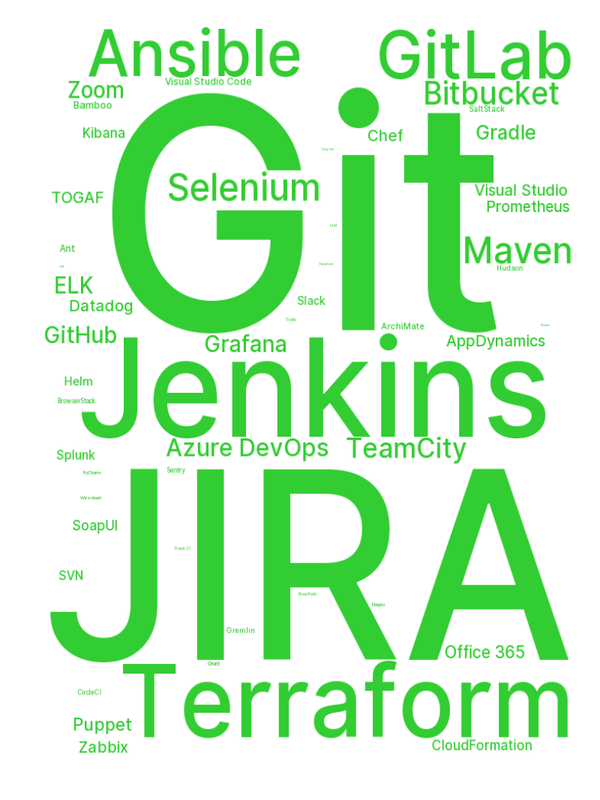 Ansible
GitLab
Zoom
Visual Studio Code
Bitbucket
Bamboo
SaltStack
Kibana
Chef
Gradle
Git
Selenium
TOGAF
Visual Studio
Prometheus
Ant
Maven
Hudson
ELK
Datadog
Slack
GitHub
ArchiMate
Grafana
AppDynamics
Jenkins
Helm
BrowserStack
Azure DevOps
TeamCity
Splunk
Sentry
PyCharm
Wireshark
SoapUI
JIRA
Travis CI
SVN
Nagios
Gremlin
Office 365
Grunt
Terraform
CircleCI
Puppet
Zabbix
CloudFormation